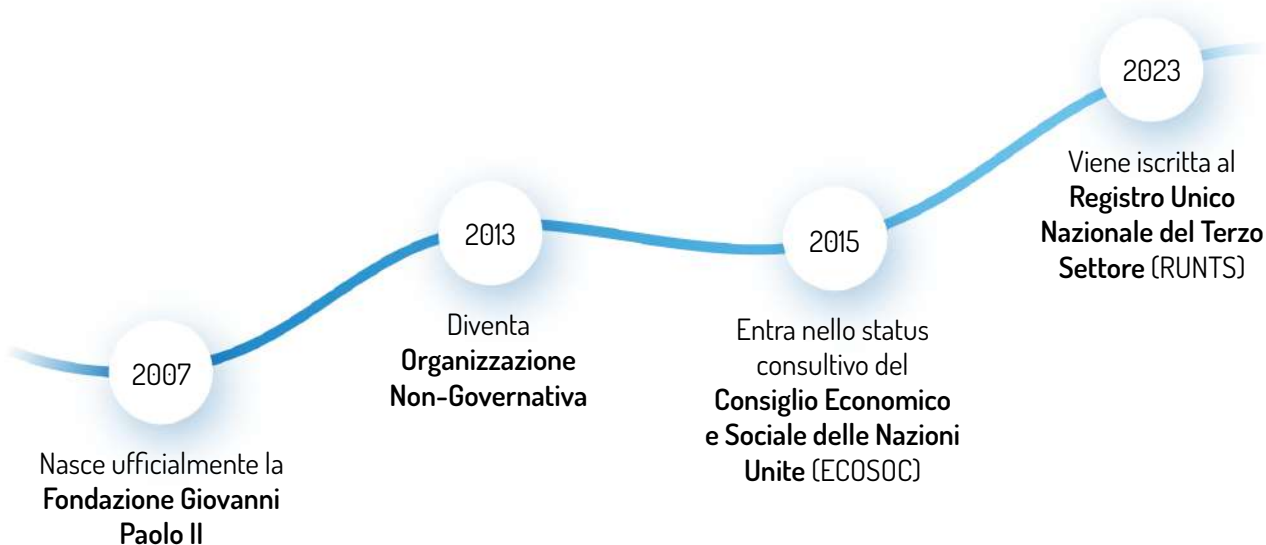 2007
Nasce ufficialmente la
Fondazione Giovanni
Paolo II
2013
Diventa
Organizzazione
Non-Governativa
2015
Entra nello status
consultivo del
Consiglio Economico
e Sociale delle Nazioni
Unite (ECOSOC)
2023
Viene iscritta al
Registro Unico
Nazionale del Terzo
Settore (RUNTS)